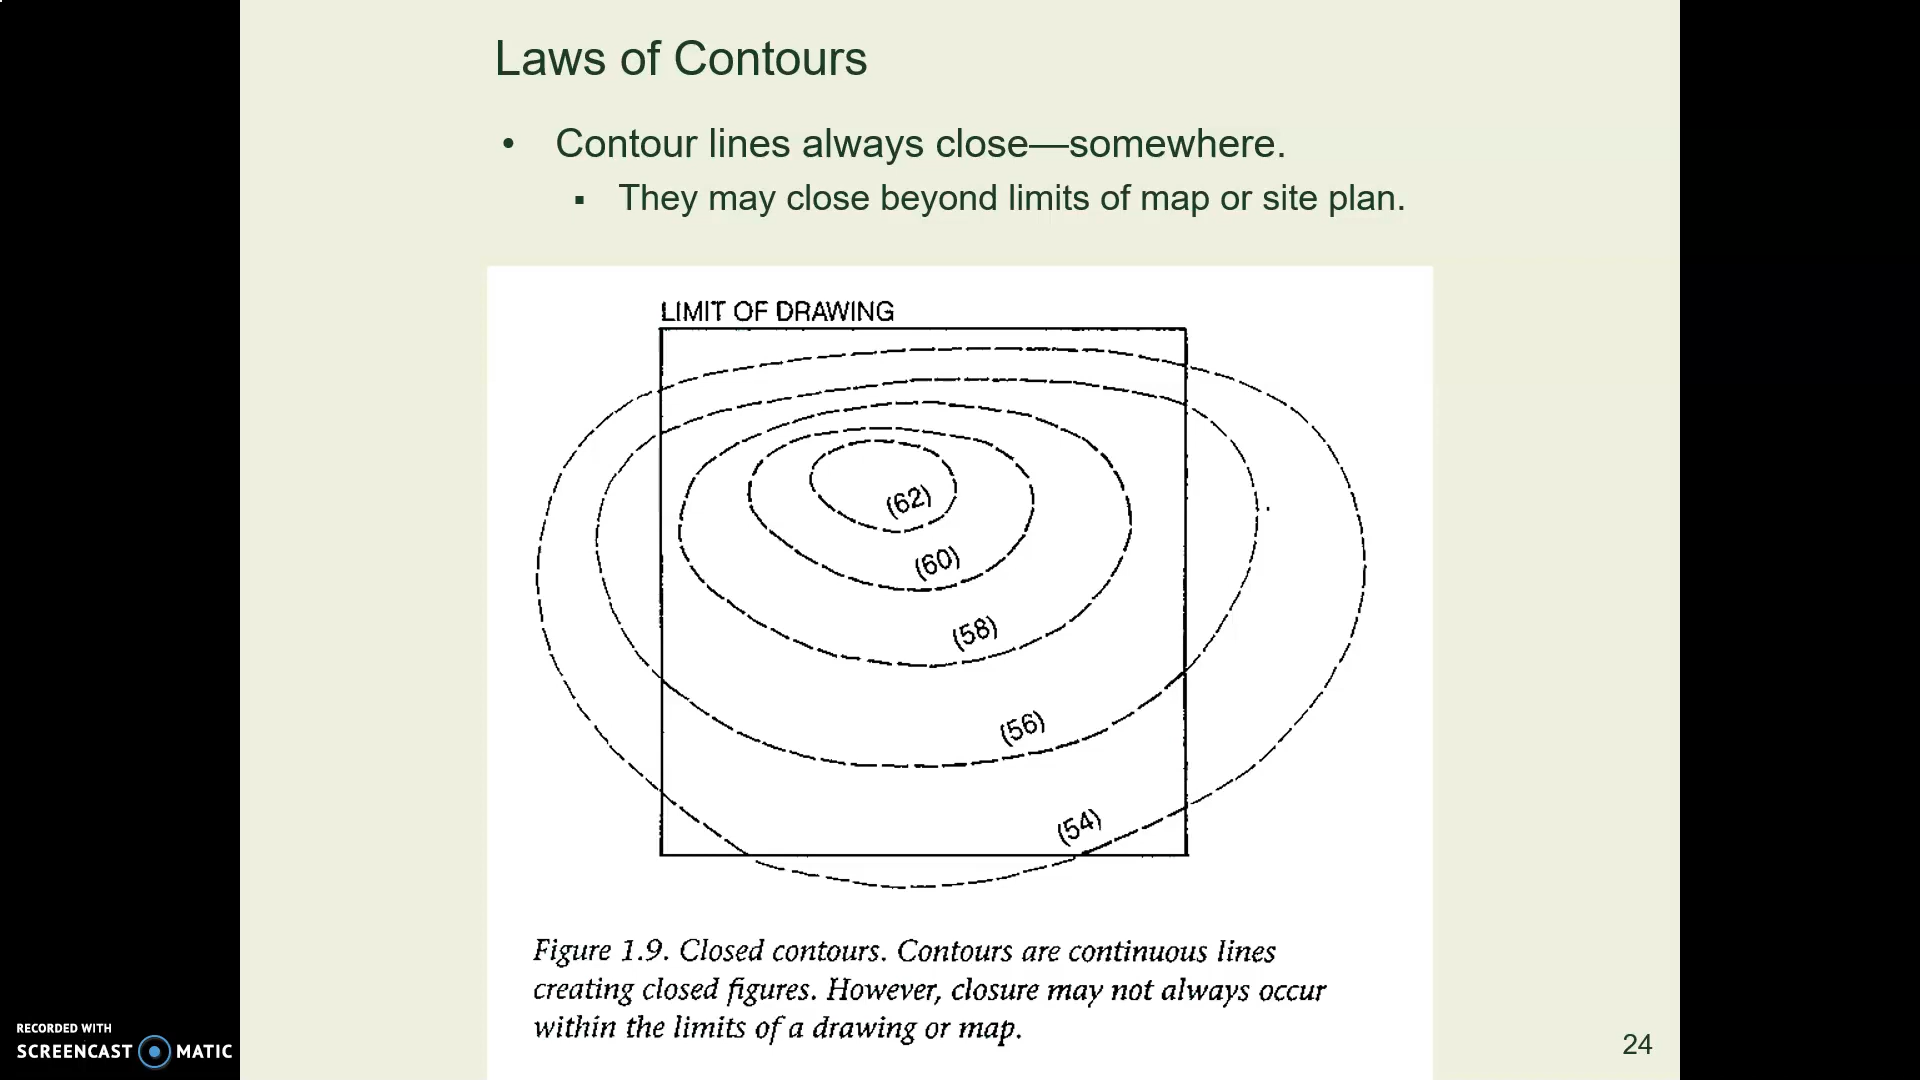 Laws of Contours
• Contour lines always close—somewhere.
▪ They may close beyond limits of map or site plan.
LIMIT OF DRAWING
(62)
(60)
(58)
(56)
(54)
Figure 1.9. Closed contours. Contours are continuous lines
creating closed figures. However, closure may not always occur
within the limits of a drawing or map.
RECORDED WITH
SCREENCAST MATIC
24